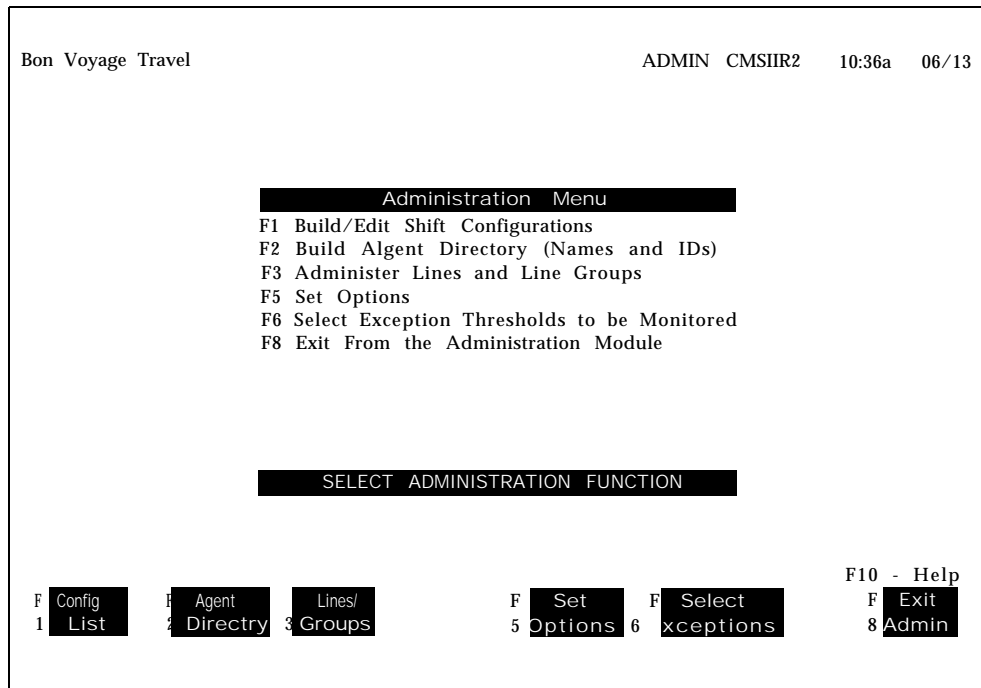 Bon Voyage Travel ADMIN CMSIIR2 10:36a 06/13
Administration Menu
F1 Build/Edit Shift Configurations
F2 Build Algent Directory (Names and IDs)
F3 Administer Lines and Line Groups
F5 Set Options
F6 Select Exception Thresholds to be Monitored
F8 Exit From the Administration Module
SELECT ADMINISTRATION FUNCTION
F10 - Help
F Config F Agent Lines/ F Set F Select F Exit
1 List 2 Directry 3 Groups 5 Options 6 xceptions 8 Admin